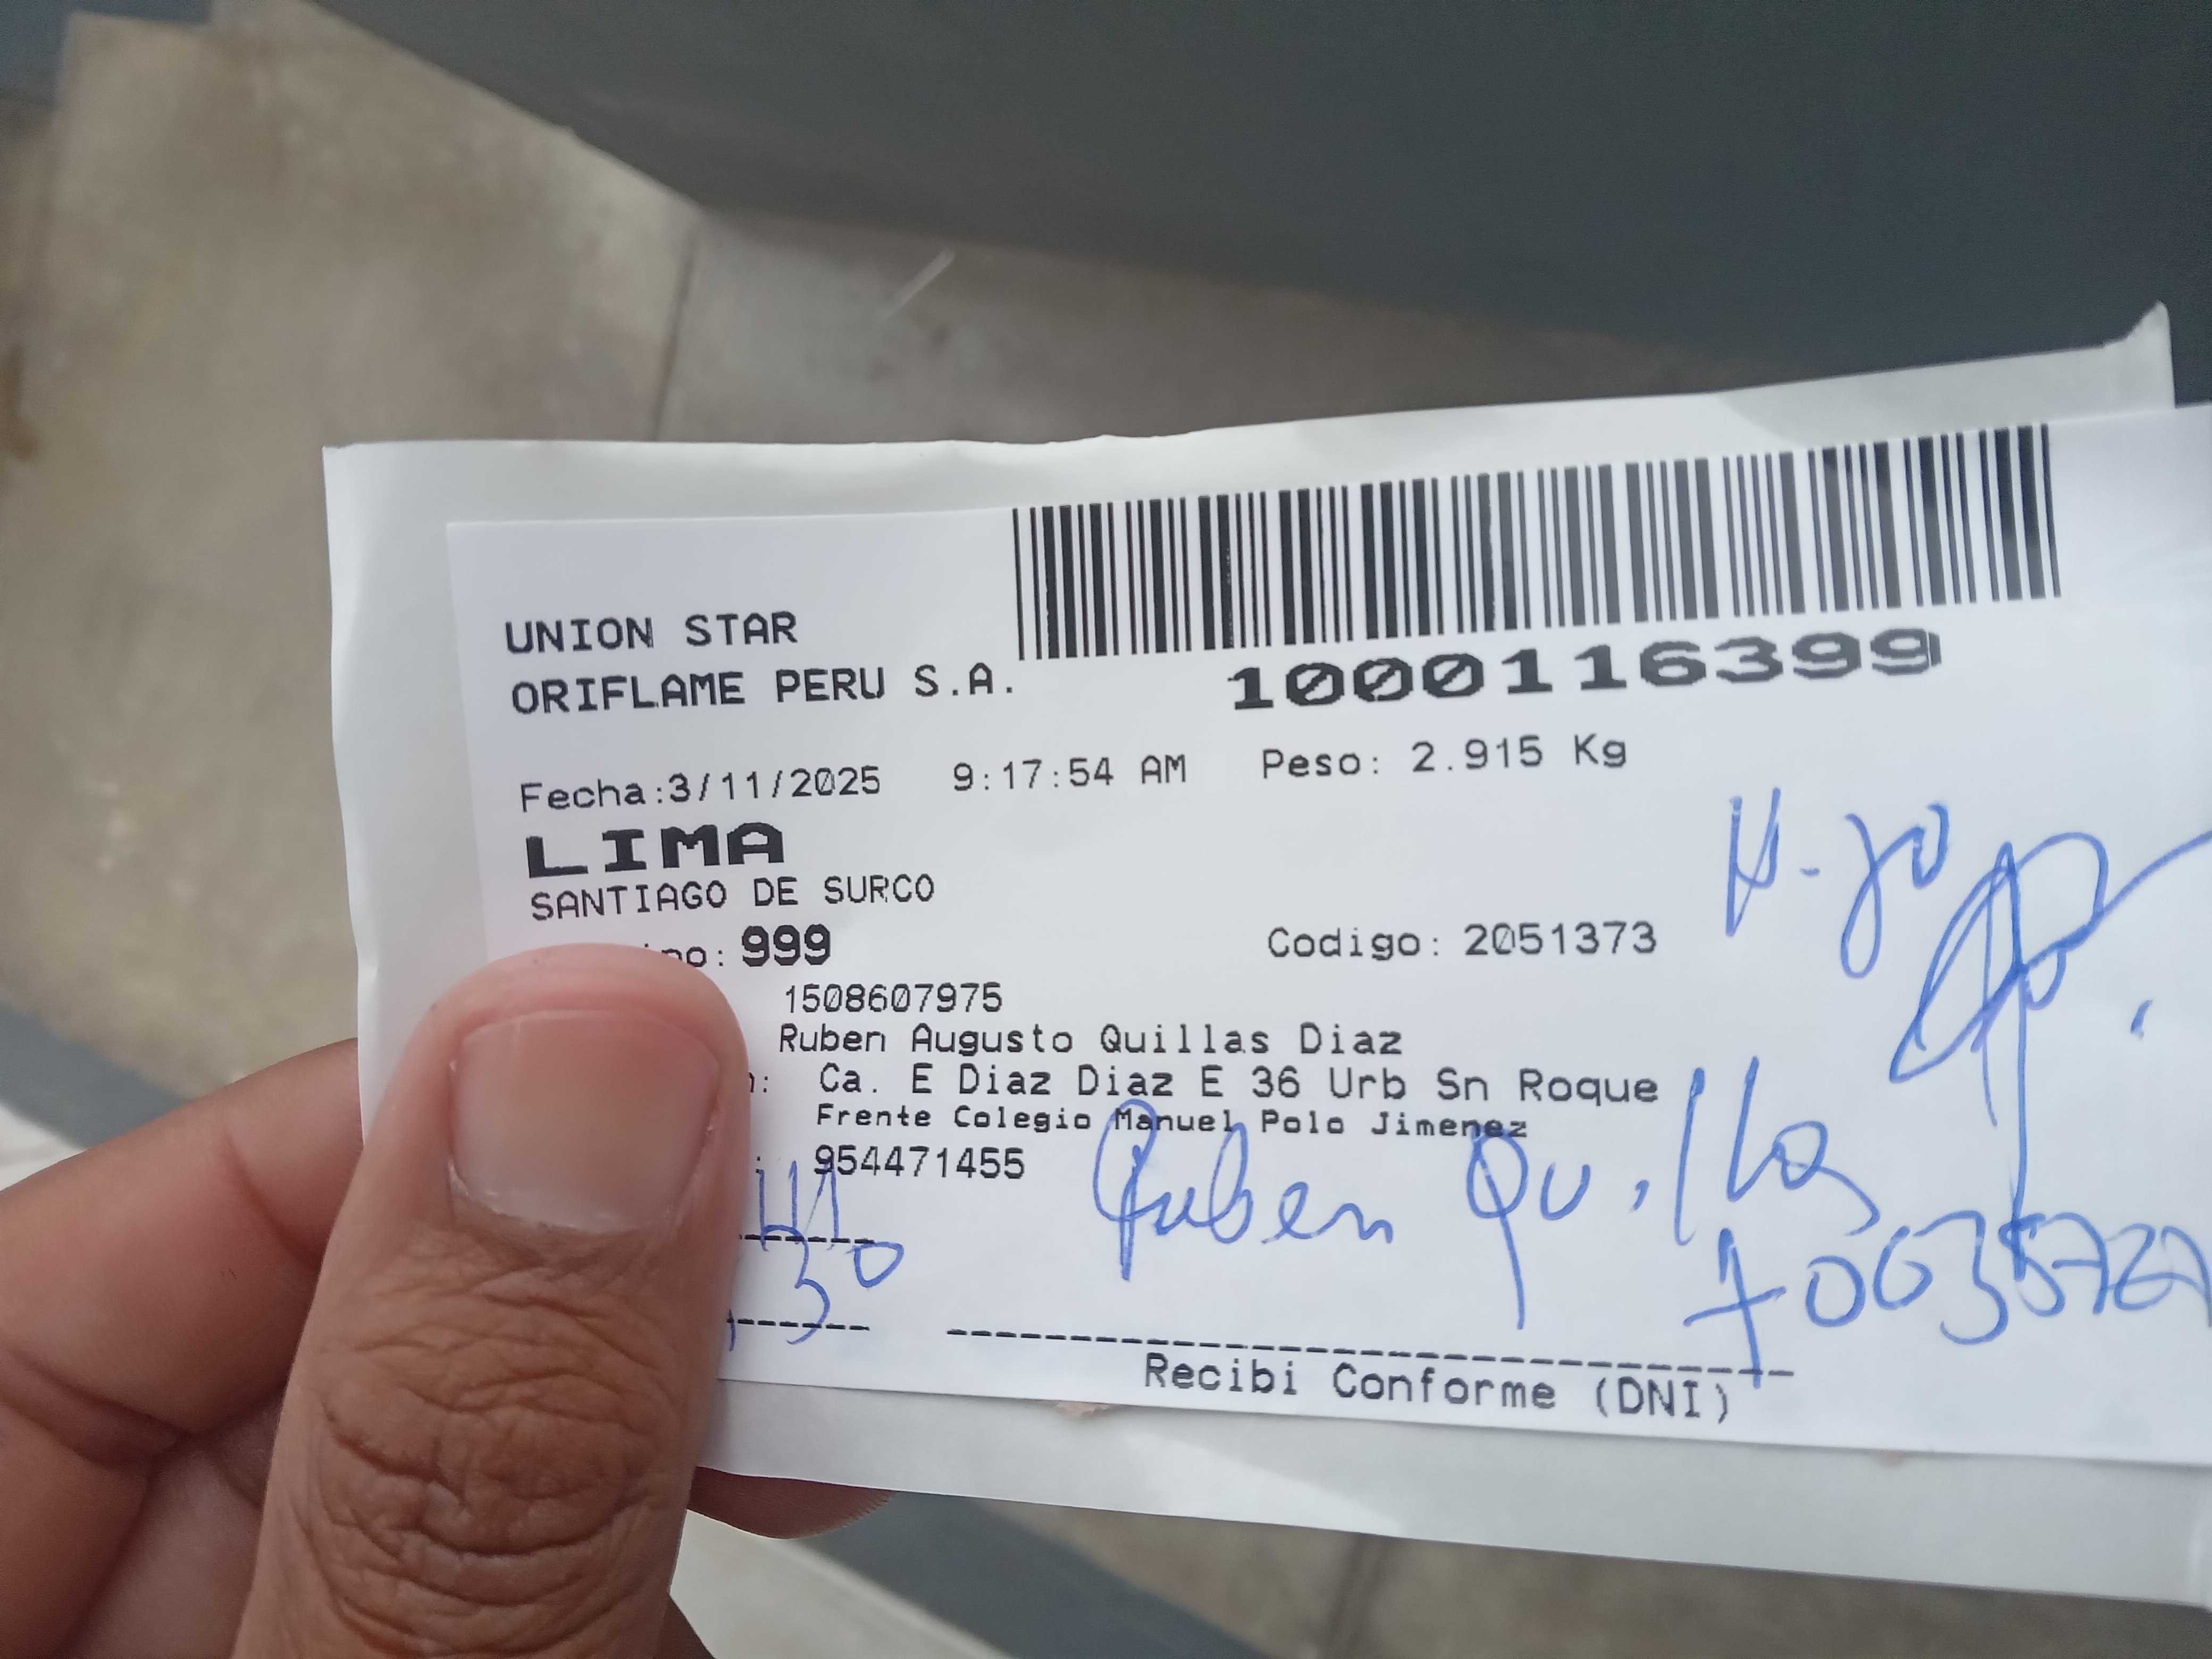 UNION STAR
ORIFLAME PERU S.A.
1000116399
Fecha:3/11/2025 9:17:54 AM Peso: 2.915 Kg
LIMA
SANTIAGO DE SURCO
999 Codigo: 2051373
1508607975
Ruben Augusto Quillas Diaz
Ca. E Diaz Diaz E 36 Urb Sn Roque
Frente Colegio Manuel Polo Jimenez
954471455
Ruben Quillas
30
Recibi Conforme (DNI)